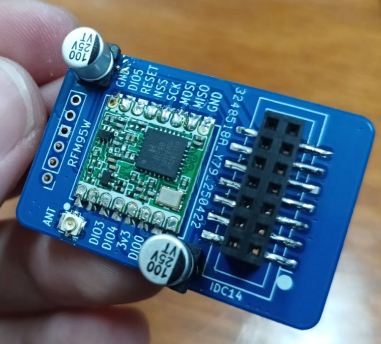 100
25V
VT
GND
DIO5
RESET
NSS
SCK
MOSI
MISO
GND
RFM95W
ANT
DIO3
DIO4
3v3
DIO0
100
25V
VT
3248918A_Y79_250422
IDC14